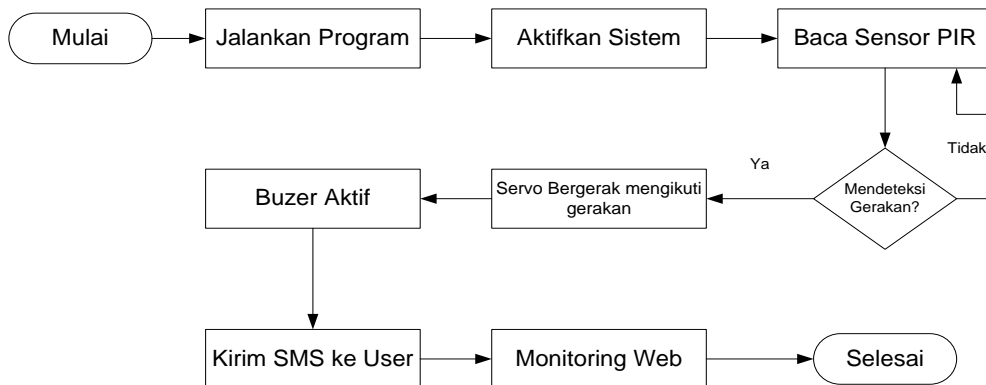 Mulai
Jalankan Program
Aktifkan Sistem
Baca Sensor PIR
Tidak
Ya
Mendeteksi
Gerakan?
Servo Bergerak mengikuti
gerakan
Buzer Aktif
Kirim SMS ke User
Monitoring Web
Selesai